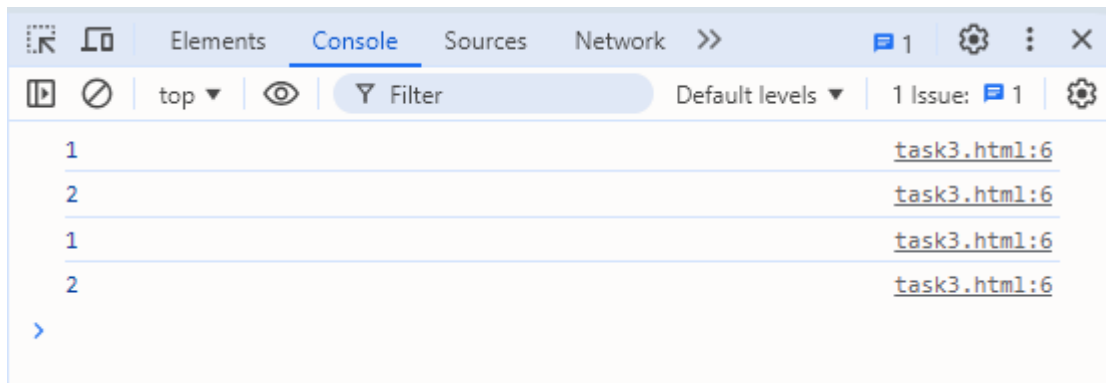 Elements Console Sources Network 1
top Filter Default levels 1 Issue: 1
1 task3.html:6
2 task3.html:6
1 task3.html:6
2 task3.html:6